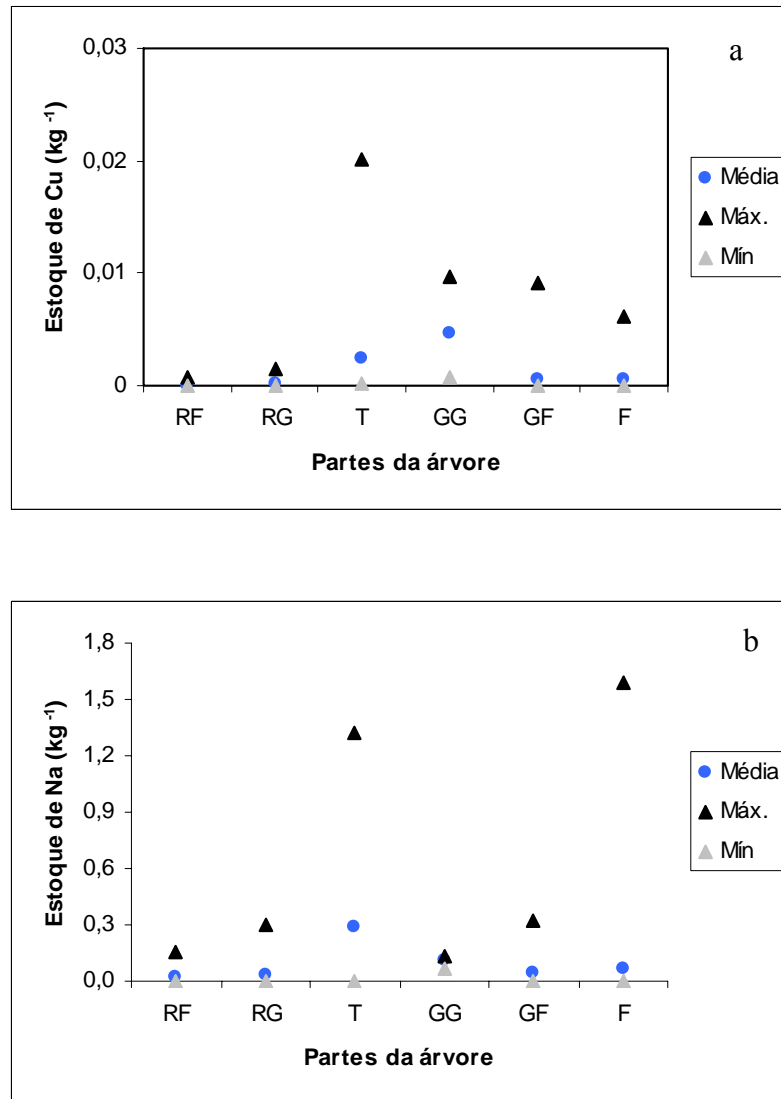 a
0,03
0,02
0,01
0
Estoque de Cu (kg ⁻¹)
RF RG T GG GF F
Partes da árvore
Média
Máx.
Mín
b
1,8
1,5
1,2
0,9
0,6
0,3
0,0
Estoque de Na (kg ⁻¹)
RF RG T GG GF F
Partes da árvore
Média
Máx.
Mín